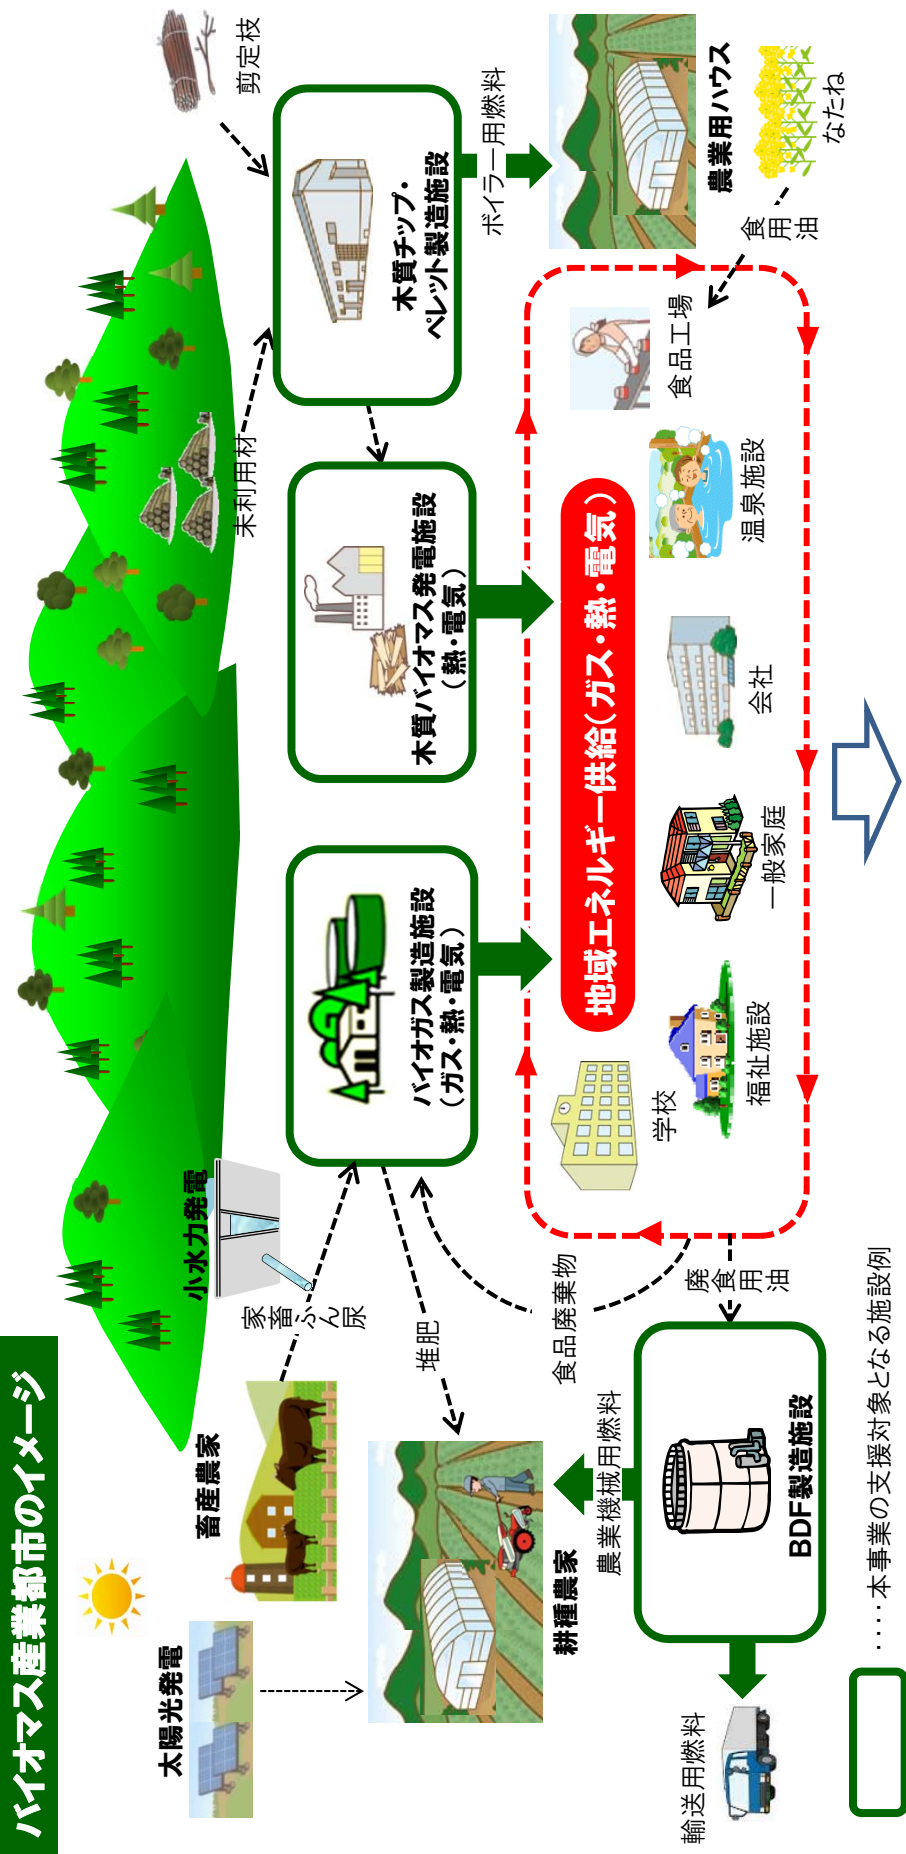 バイオマス産業都市のイメージ
太陽光発電
畜産農家
小水力発電
家畜ふん尿
未利用材
剪定枝
堆肥
耕種農家
バイオガス製造施設
(ガス・熱・電気)
木質バイオマス発電施設
(熱・電気)
木質チップ・
ペレット製造施設
ボイラー用燃料
農業用ハウス
食品廃棄物
地域エネルギー供給(ガス・熱・電気)
学校
福祉施設
一般家庭
会社
温泉施設
食品工場
食用油
なたね
廃食用油
農業機械用燃料
BDF製造施設
輸送用燃料
‥‥本事業の支援対象となる施設例